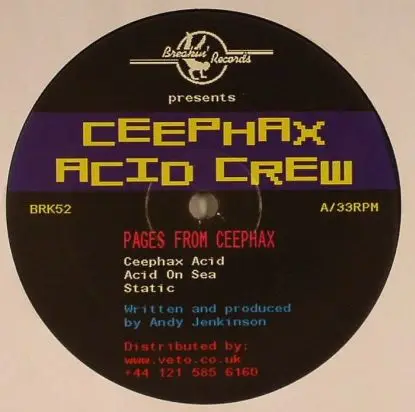 Breakin' Records
presents
CEEPHAX
ACID CREW
BRK52
A/33RPM
PAGES FROM CEEPHAX
Ceephax Acid
Acid On Sea
Static
Written and produced
by Andy Jenkinson
Distributed by:
www.veto.co.uk
+44 121 585 6160